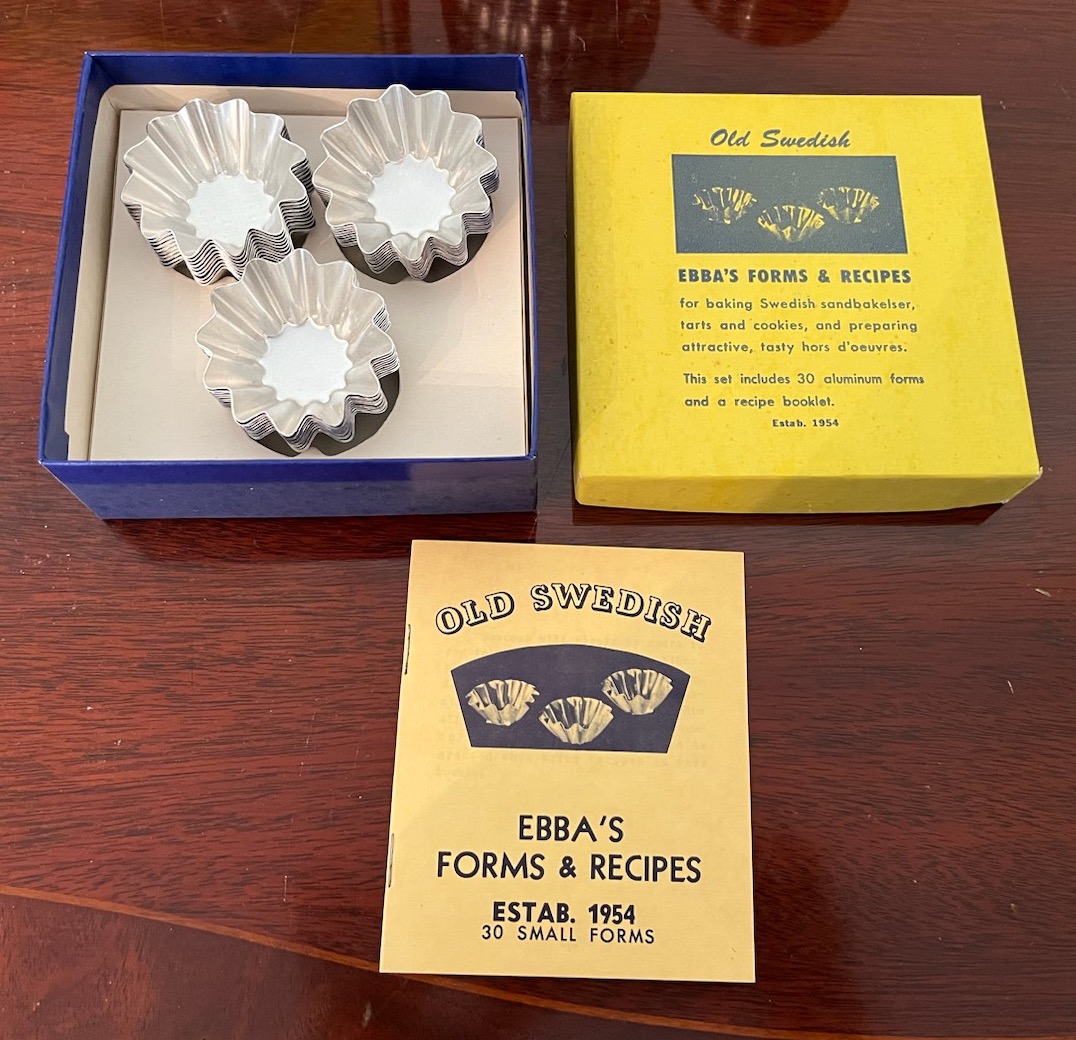 Old Swedish
EBBA'S FORMS & RECIPES
for baking Swedish sandbakelser,
tarts and cookies, and preparing
attractive, tasty hors d'oeuvres.
This set includes 30 aluminum forms
and a recipe booklet.
Estab. 1954
OLD SWEDISH
EBBA'S
FORMS & RECIPES
ESTAB. 1954
30 SMALL FORMS